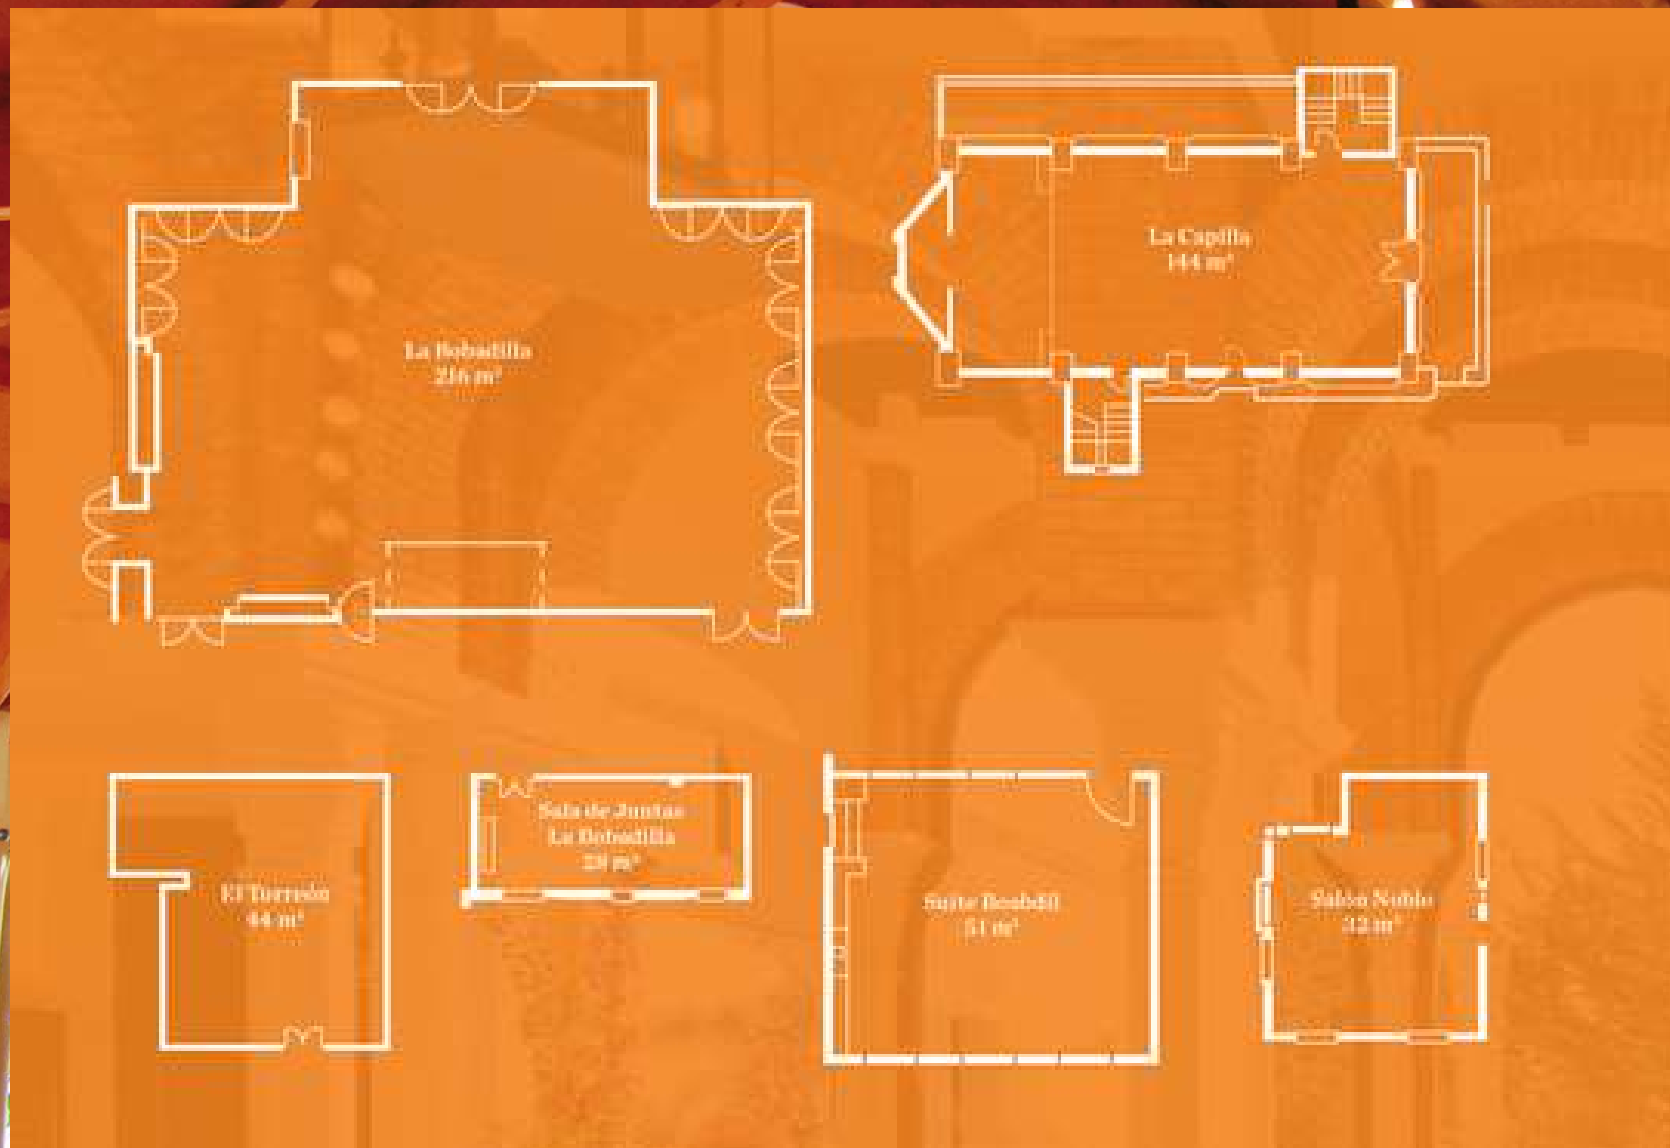 La Bobadilla
216 m²
La Capilla
144 m²
Sala de Juntas
La Bobadilla
28 m²
El Torreón
44 m²
Suite Boabdil
51 m²
Salón Noble
32 m²